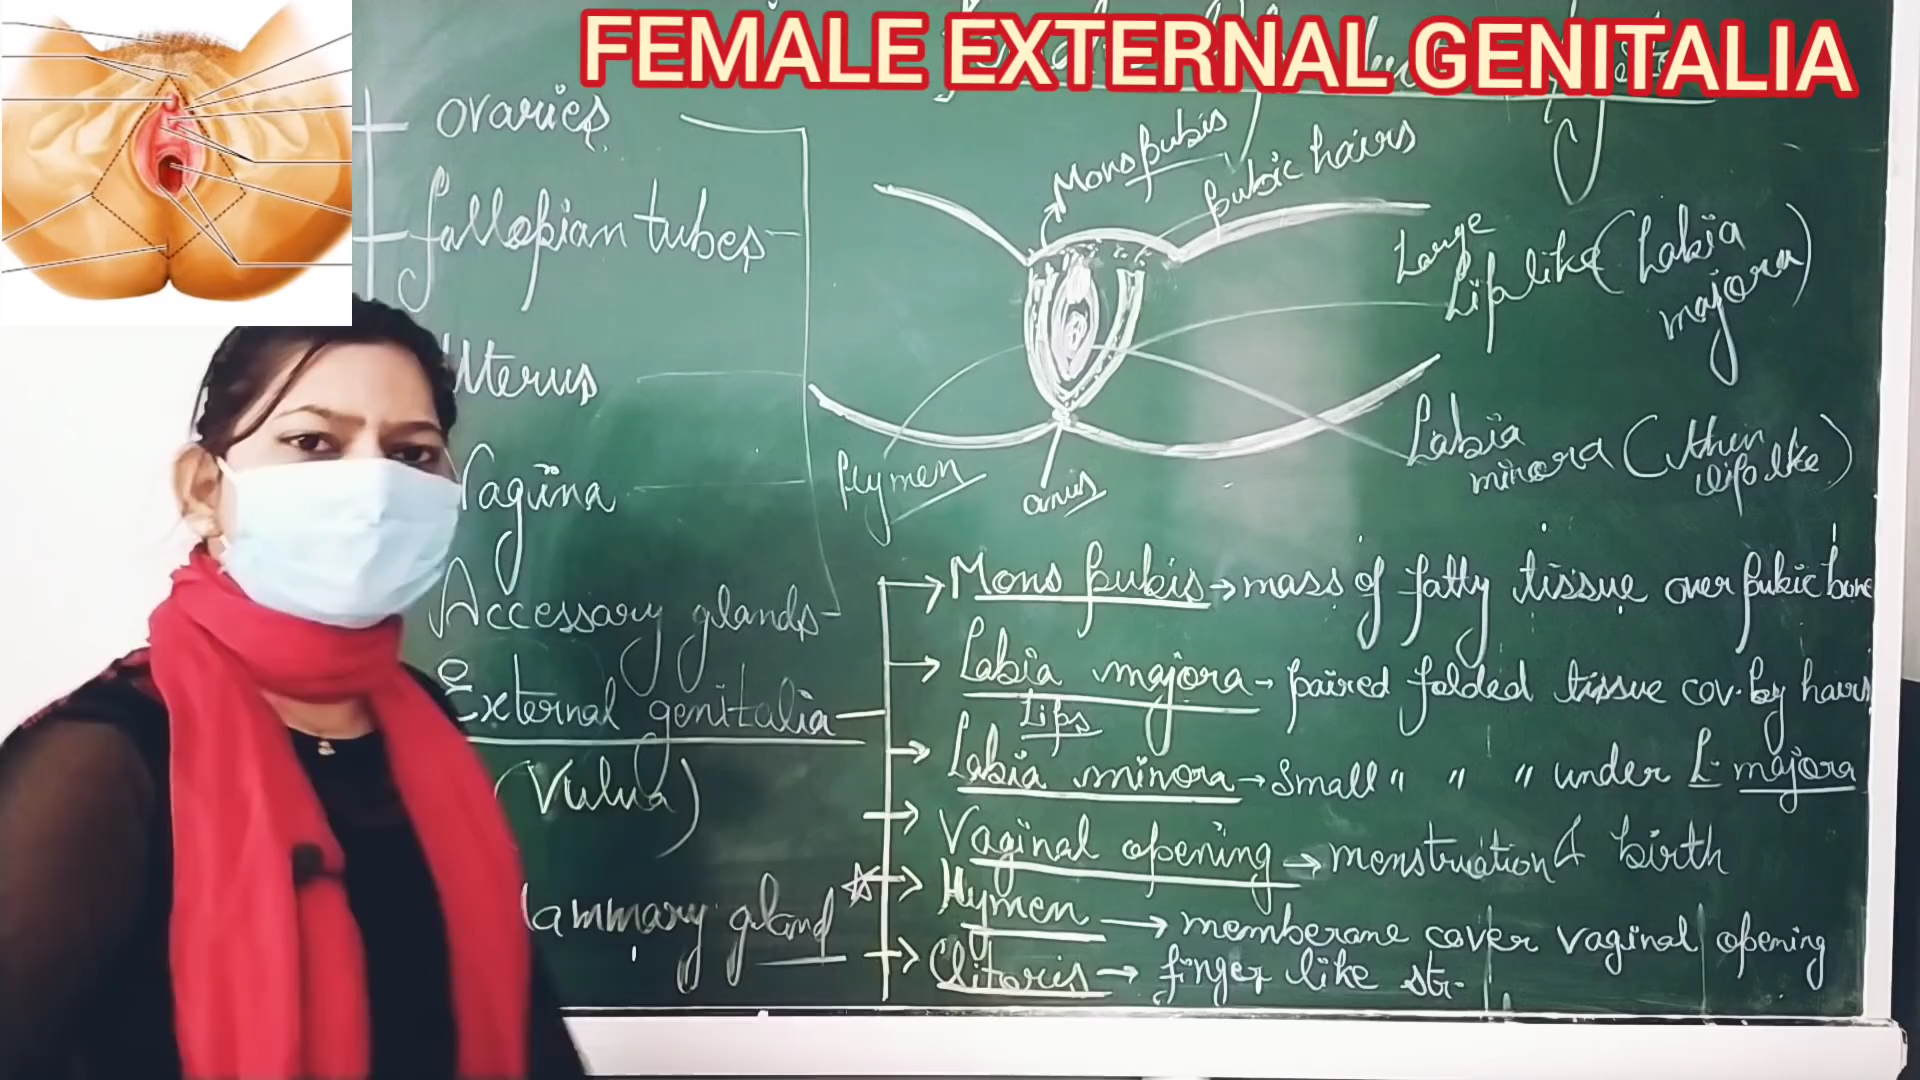 FEMALE EXTERNAL GENITALIA
ovaries
fallopian tubes
Uterus
Vagina
Accessary glands
External genitalia
(Vulva)
Mammary gland
Mons pubis
pubic hairs
Large
Lip like (Labia
majora)
Labia
minora (then
lip like)
Hymen
anus
Mons pubis → mass of fatty tissue over pubic bone
Labia majora - paired folded tissue cov. by hairs
Lips
Labia minora → Small " " " under L. majora
Vaginal opening → menstruation & birth
Hymen → memberane cover vaginal opening
Clitoris → finger like str.